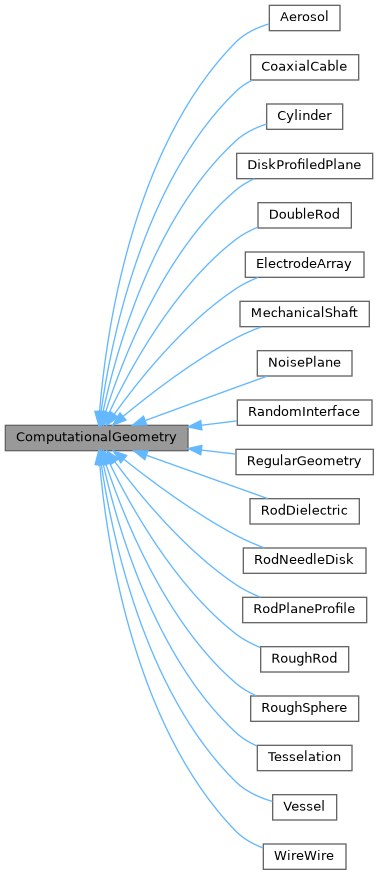 Aerosol
CoaxialCable
Cylinder
DiskProfiledPlane
DoubleRod
ElectrodeArray
MechanicalShaft
NoisePlane
RandomInterface
ComputationalGeometry
RegularGeometry
RodDielectric
RodNeedleDisk
RodPlaneProfile
RoughRod
RoughSphere
Tesselation
Vessel
WireWire